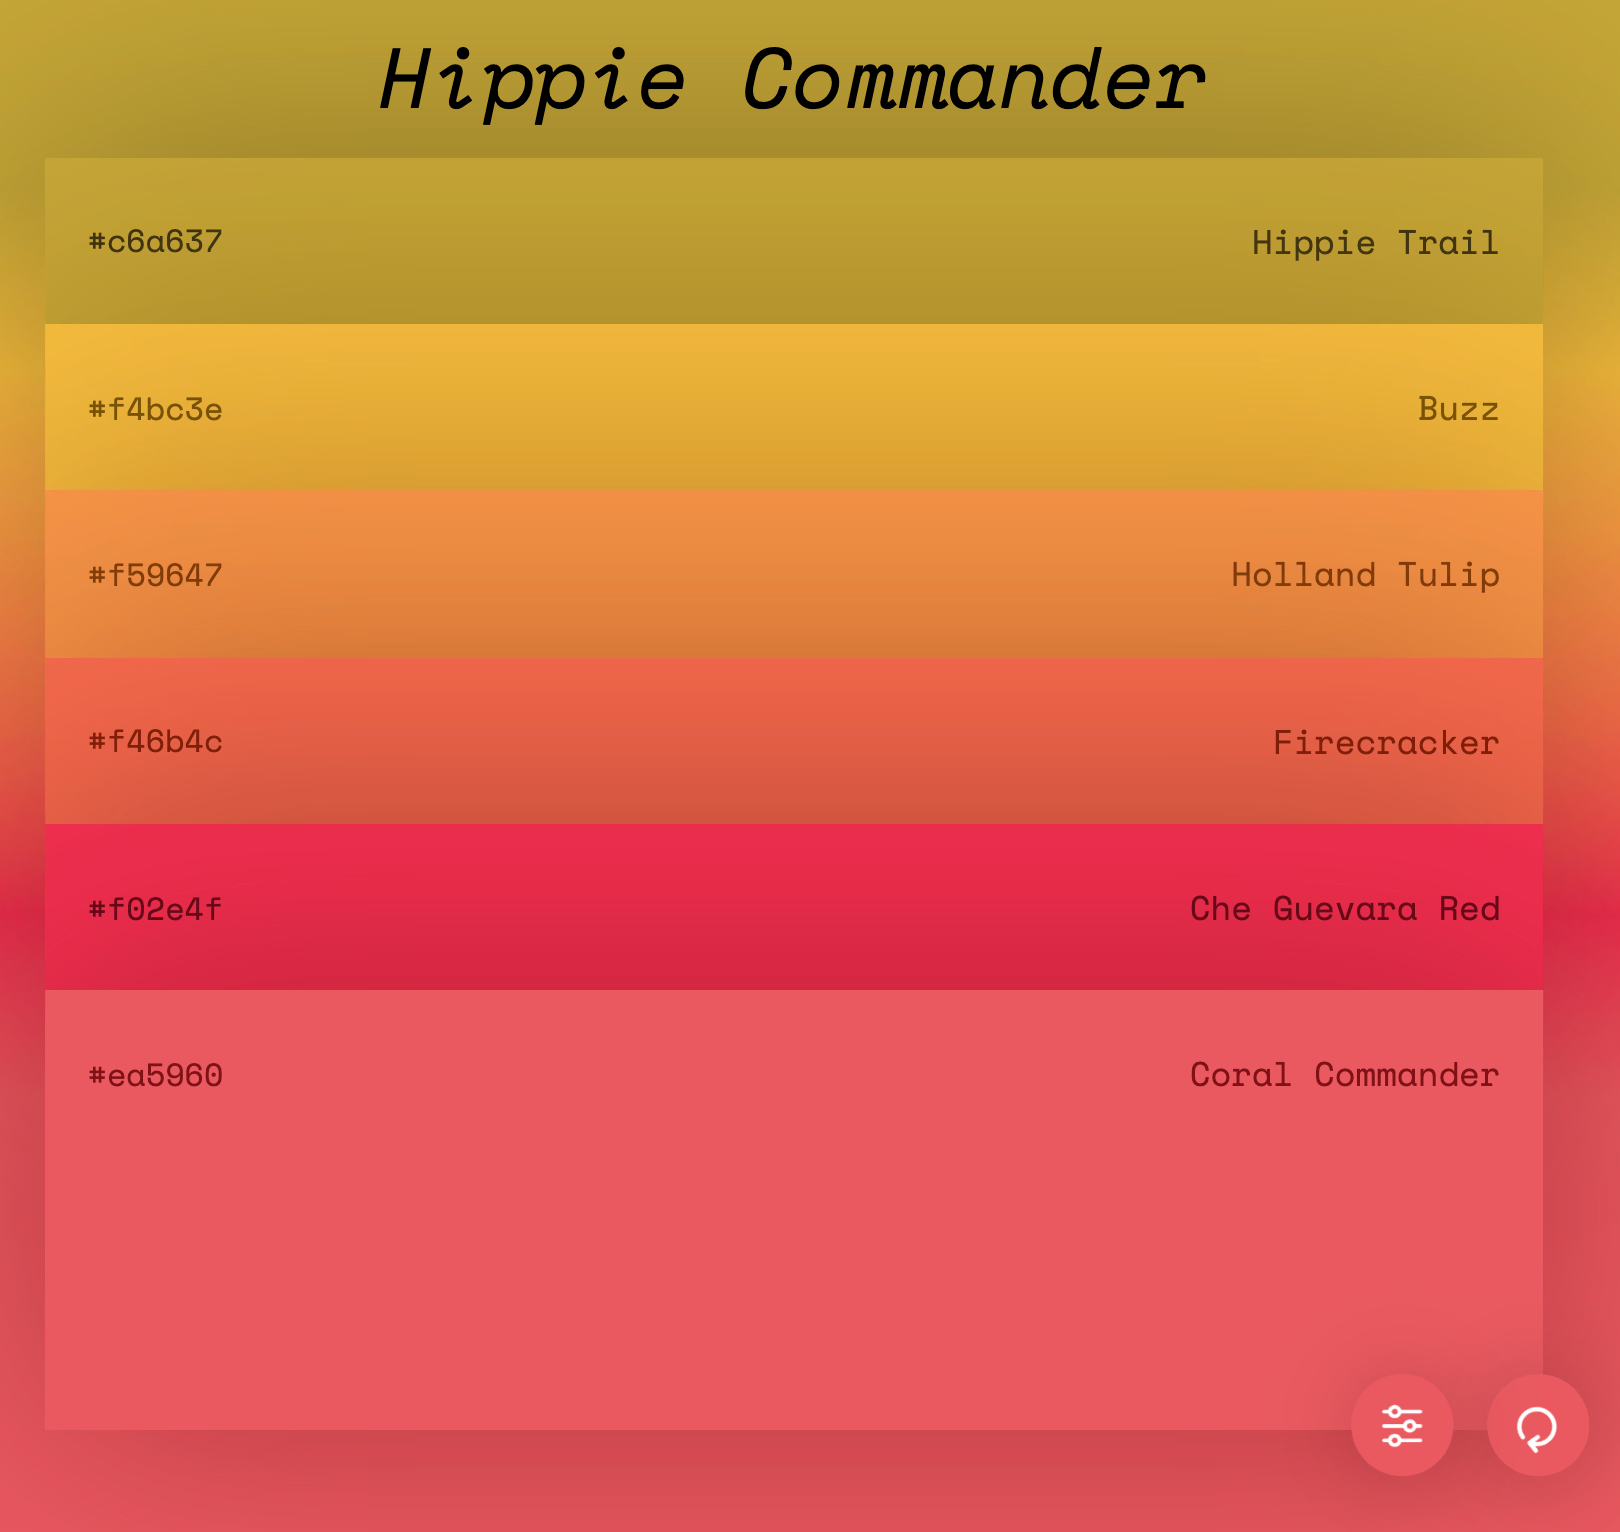 Hippie Commander
#c6a637 Hippie Trail
#f4bc3e Buzz
#f59647 Holland Tulip
#f46b4c Firecracker
#f02e4f Che Guevara Red
#ea5960 Coral Commander